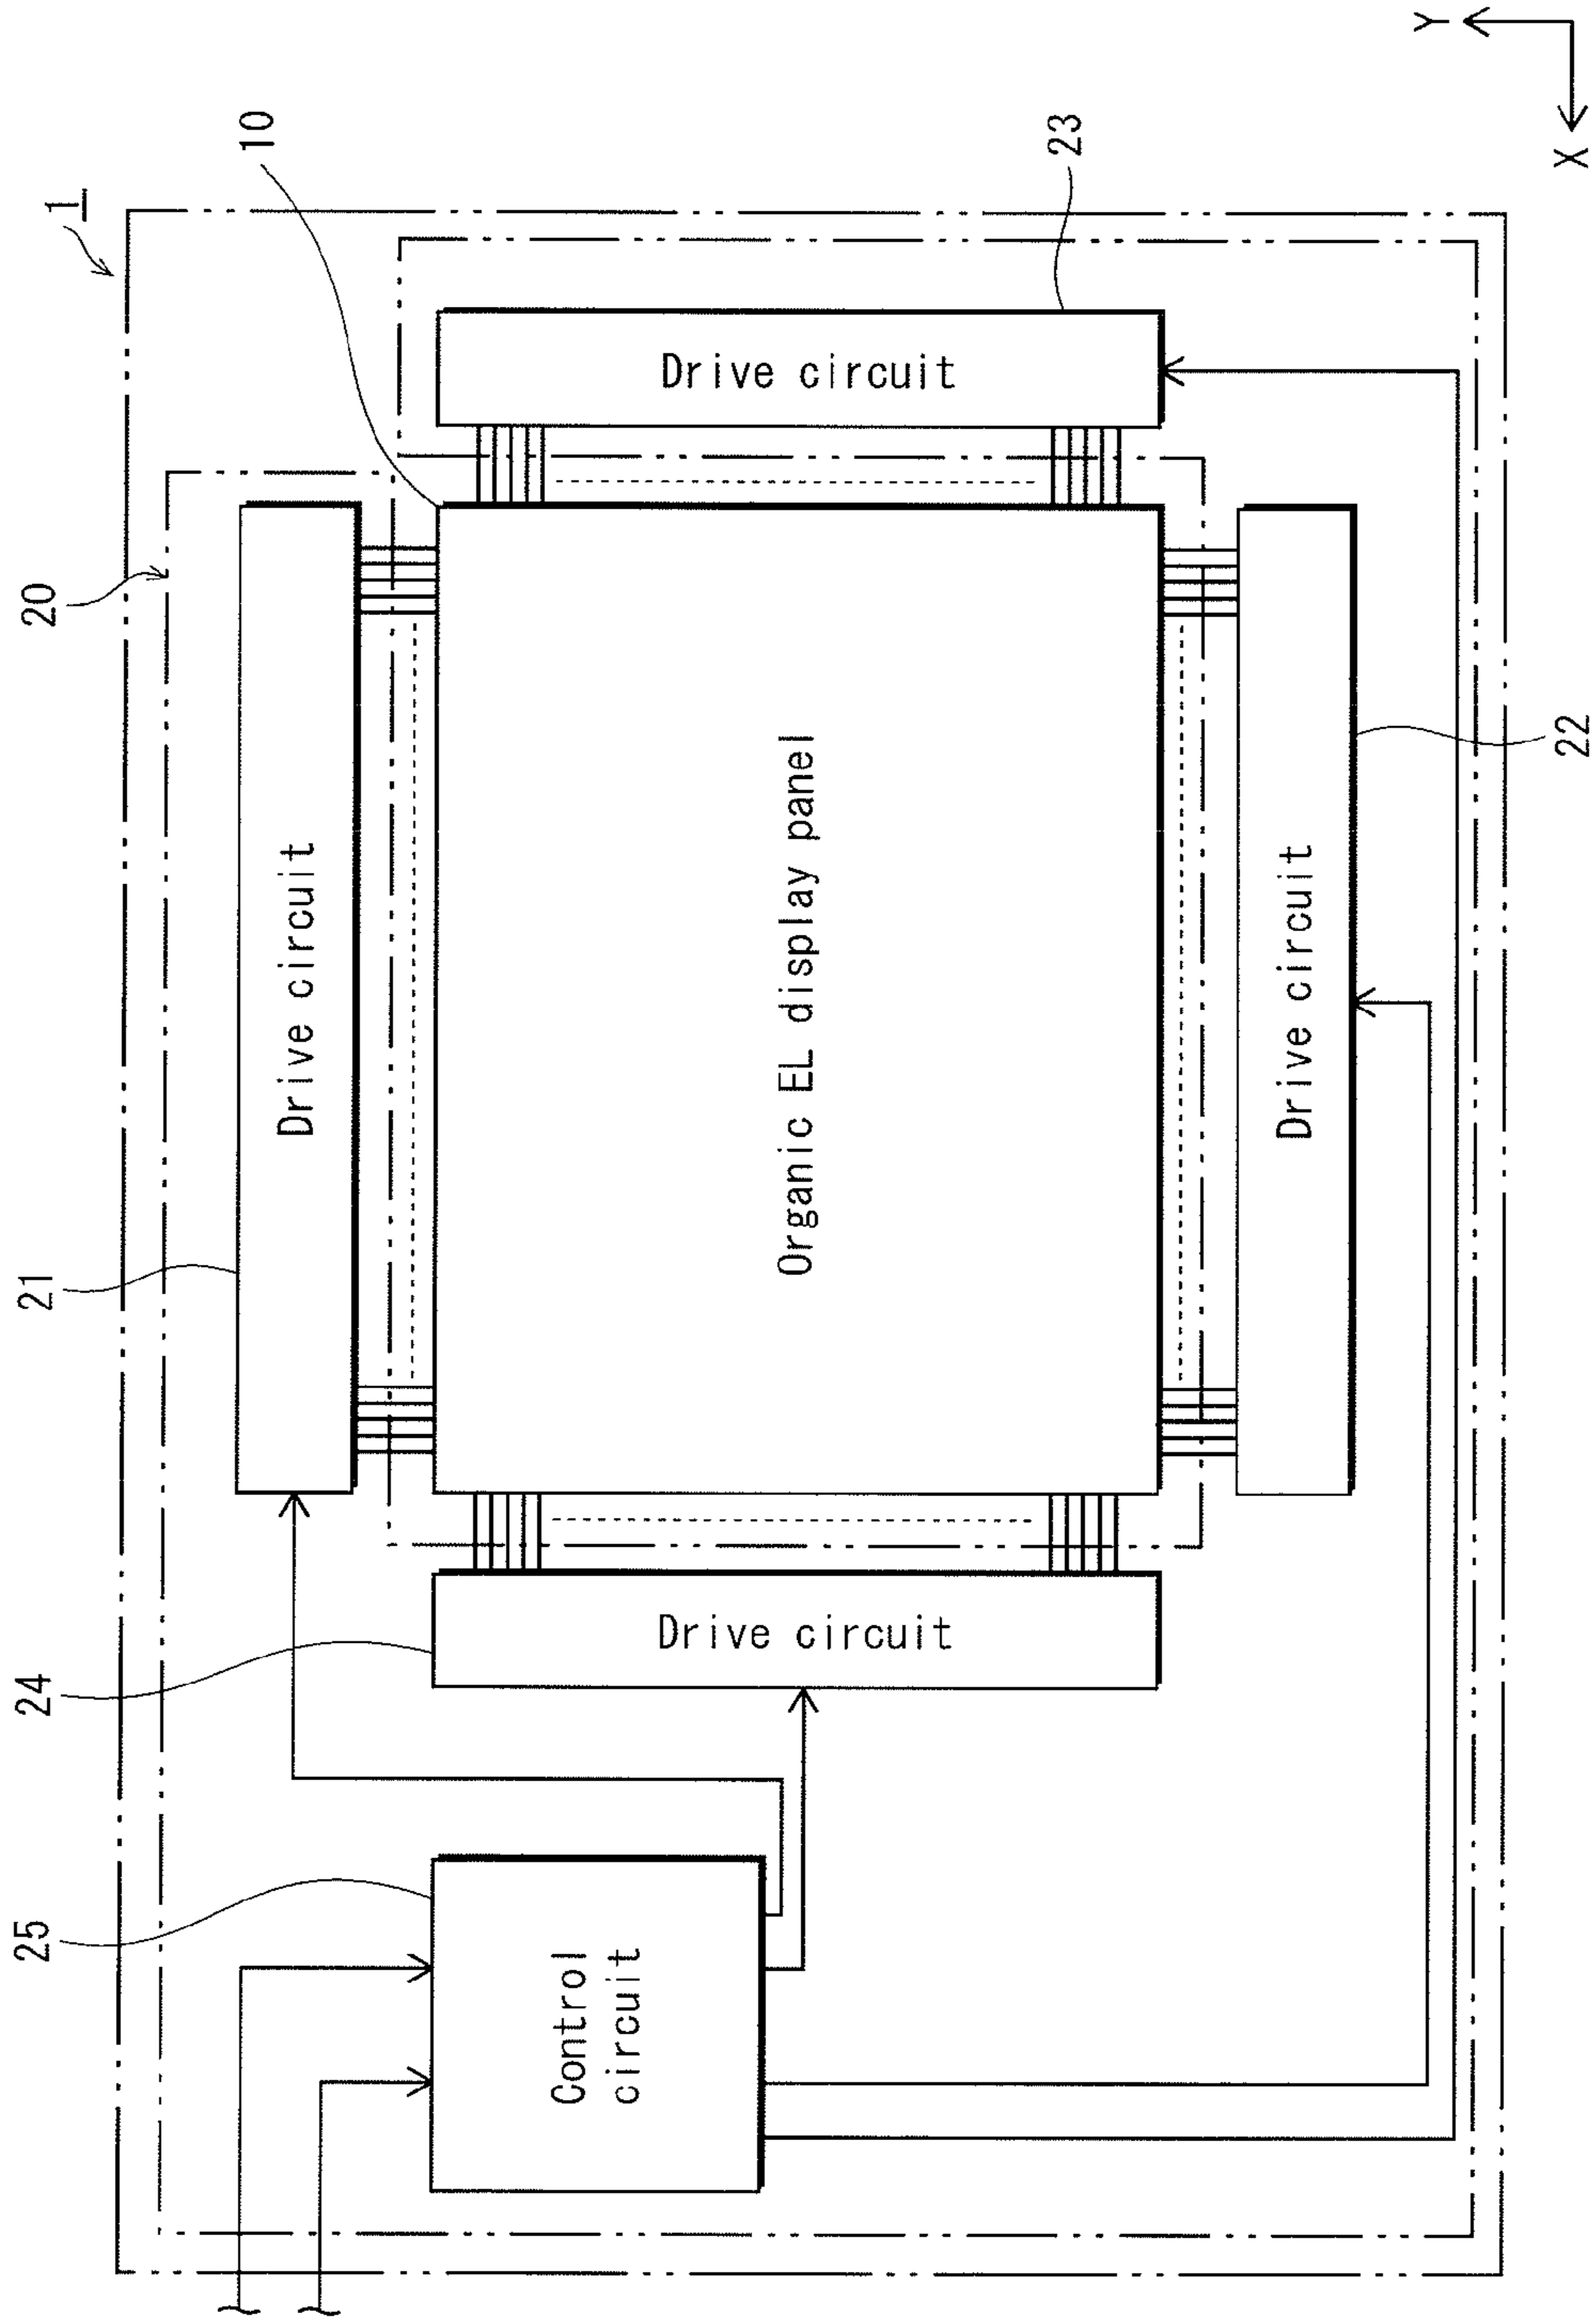 1
10
20
21
Drive circuit
23
Drive circuit
Organic EL display panel
24
Drive circuit
22
Drive circuit
25
Control
circuit
X
Y